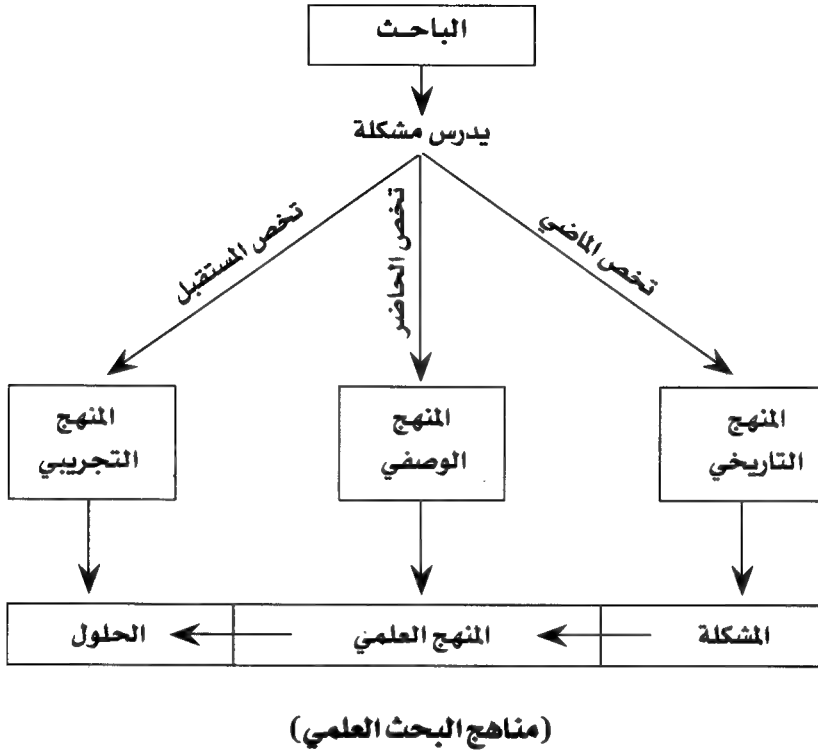 الباحث
يدرس مشكلة
تخص الماضي
تخص الحاضر
تخص المستقبل
المنهج
التاريخي
المنهج
الوصفي
المنهج
التجريبي
المشكلة
المنهج العلمي
الحلول
(مناهج البحث العلمي)